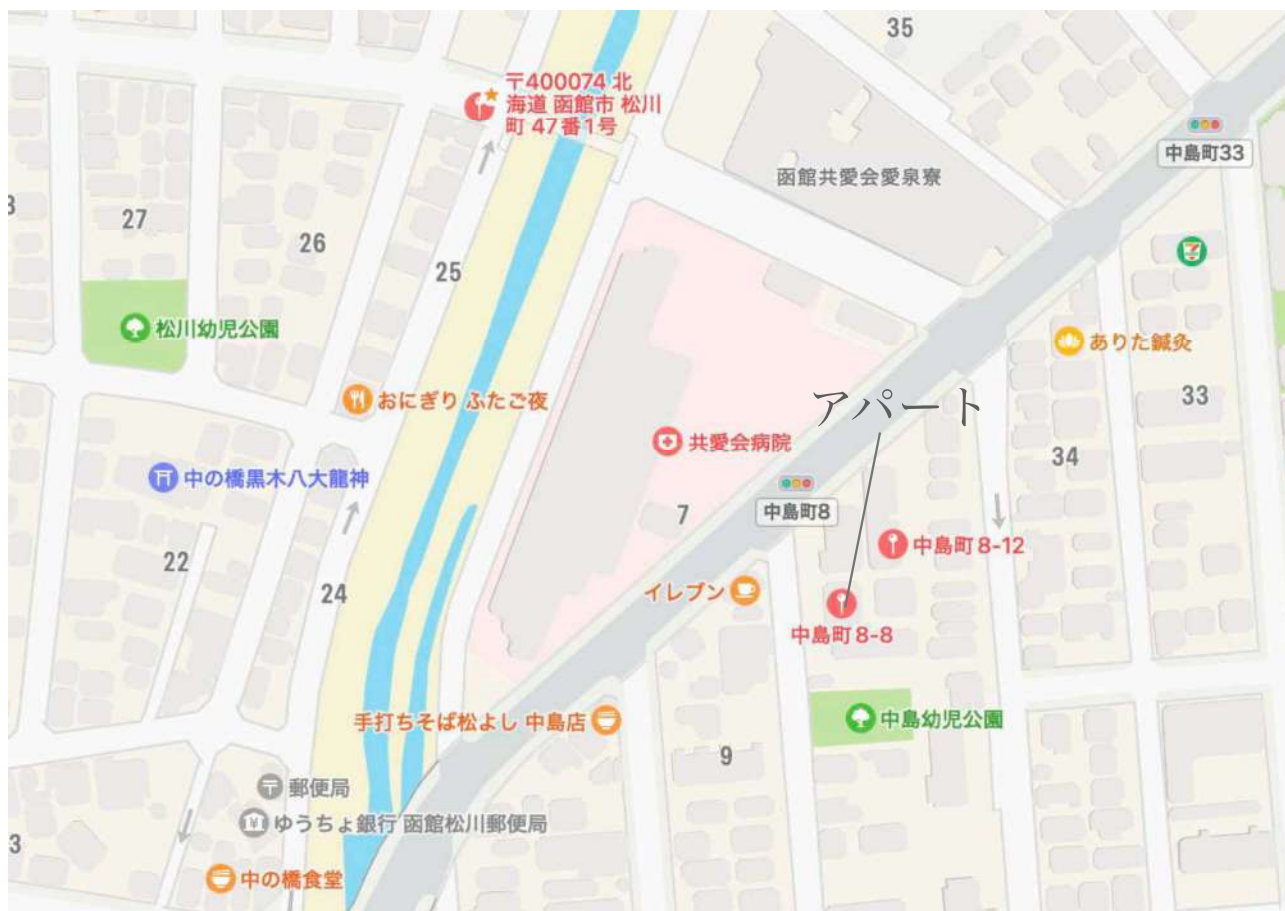 35
〒400074 北
海道 函館市 松川
町 47番1号
中島町33
函館共愛会愛泉寮
3
27
26
25
松川幼児公園
ありた鍼灸
33
おにぎり ふたご夜
アパート
共愛会病院
34
中の橋黒木八大龍神
7
中島町8
中島町 8-12
22
24
イレブン
中島町 8-8
手打ちそば松よし 中島店
中島幼児公園
9
〒
郵便局
¥
ゆうちょ銀行 函館松川郵便局
3
中の橋食堂